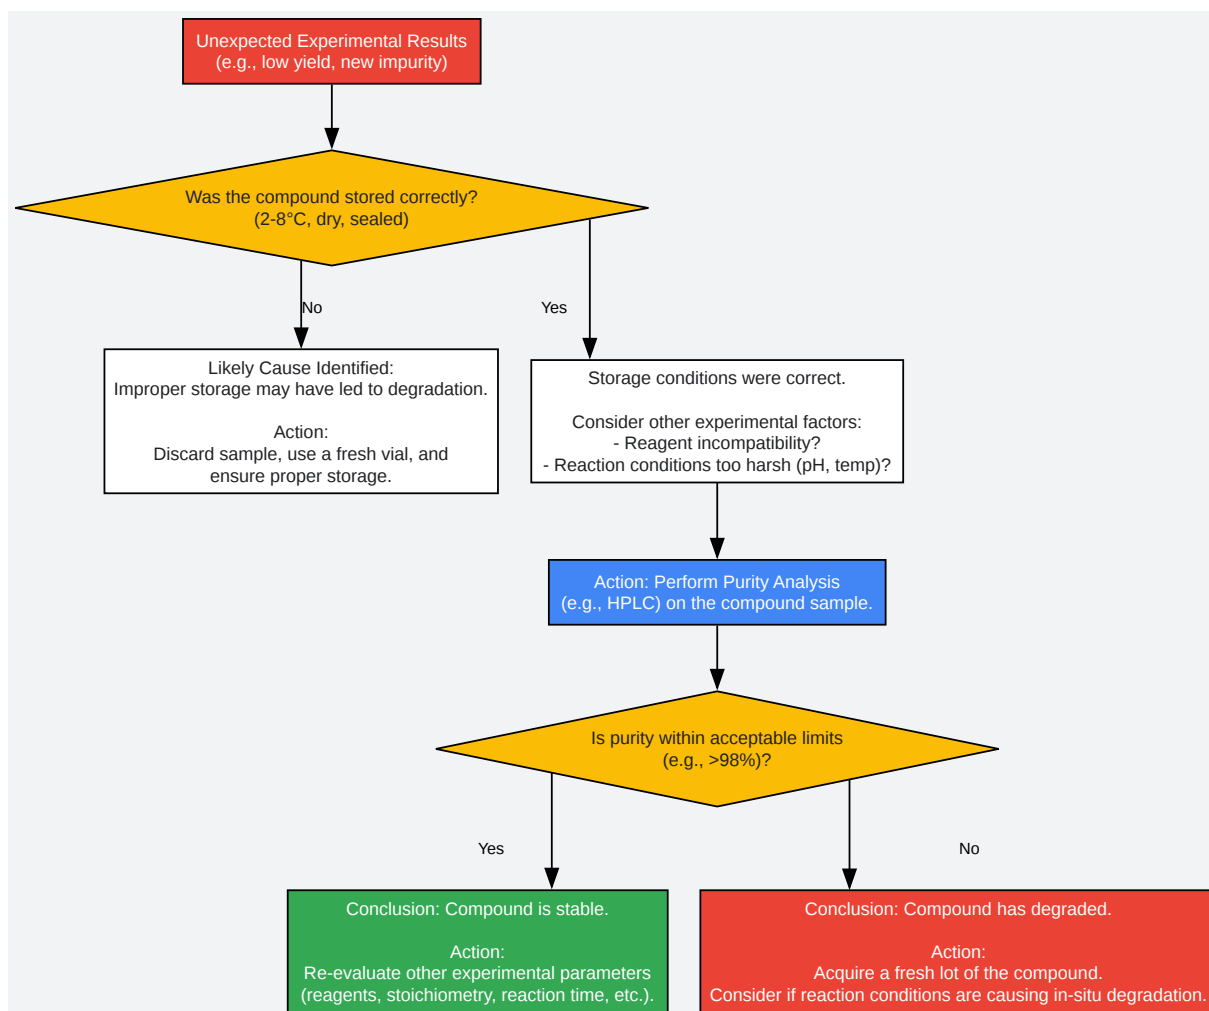 Unexpected Experimental Results
(e.g., low yield, new impurity)
Was the compound stored correctly?
(2-8°C, dry, sealed)
No
Yes
Likely Cause Identified:
Improper storage may have led to degradation.
Action:
Discard sample, use a fresh vial, and
ensure proper storage.
Storage conditions were correct.
Consider other experimental factors:
- Reagent incompatibility?
- Reaction conditions too harsh (pH, temp)?
Action: Perform Purity Analysis
(e.g., HPLC) on the compound sample.
Is purity within acceptable limits
(e.g., >98%)?
Yes
No
Conclusion: Compound is stable.
Action:
Re-evaluate other experimental parameters
(reagents, stoichiometry, reaction time, etc.).
Conclusion: Compound has degraded.
Action:
Acquire a fresh lot of the compound.
Consider if reaction conditions are causing in-situ degradation.